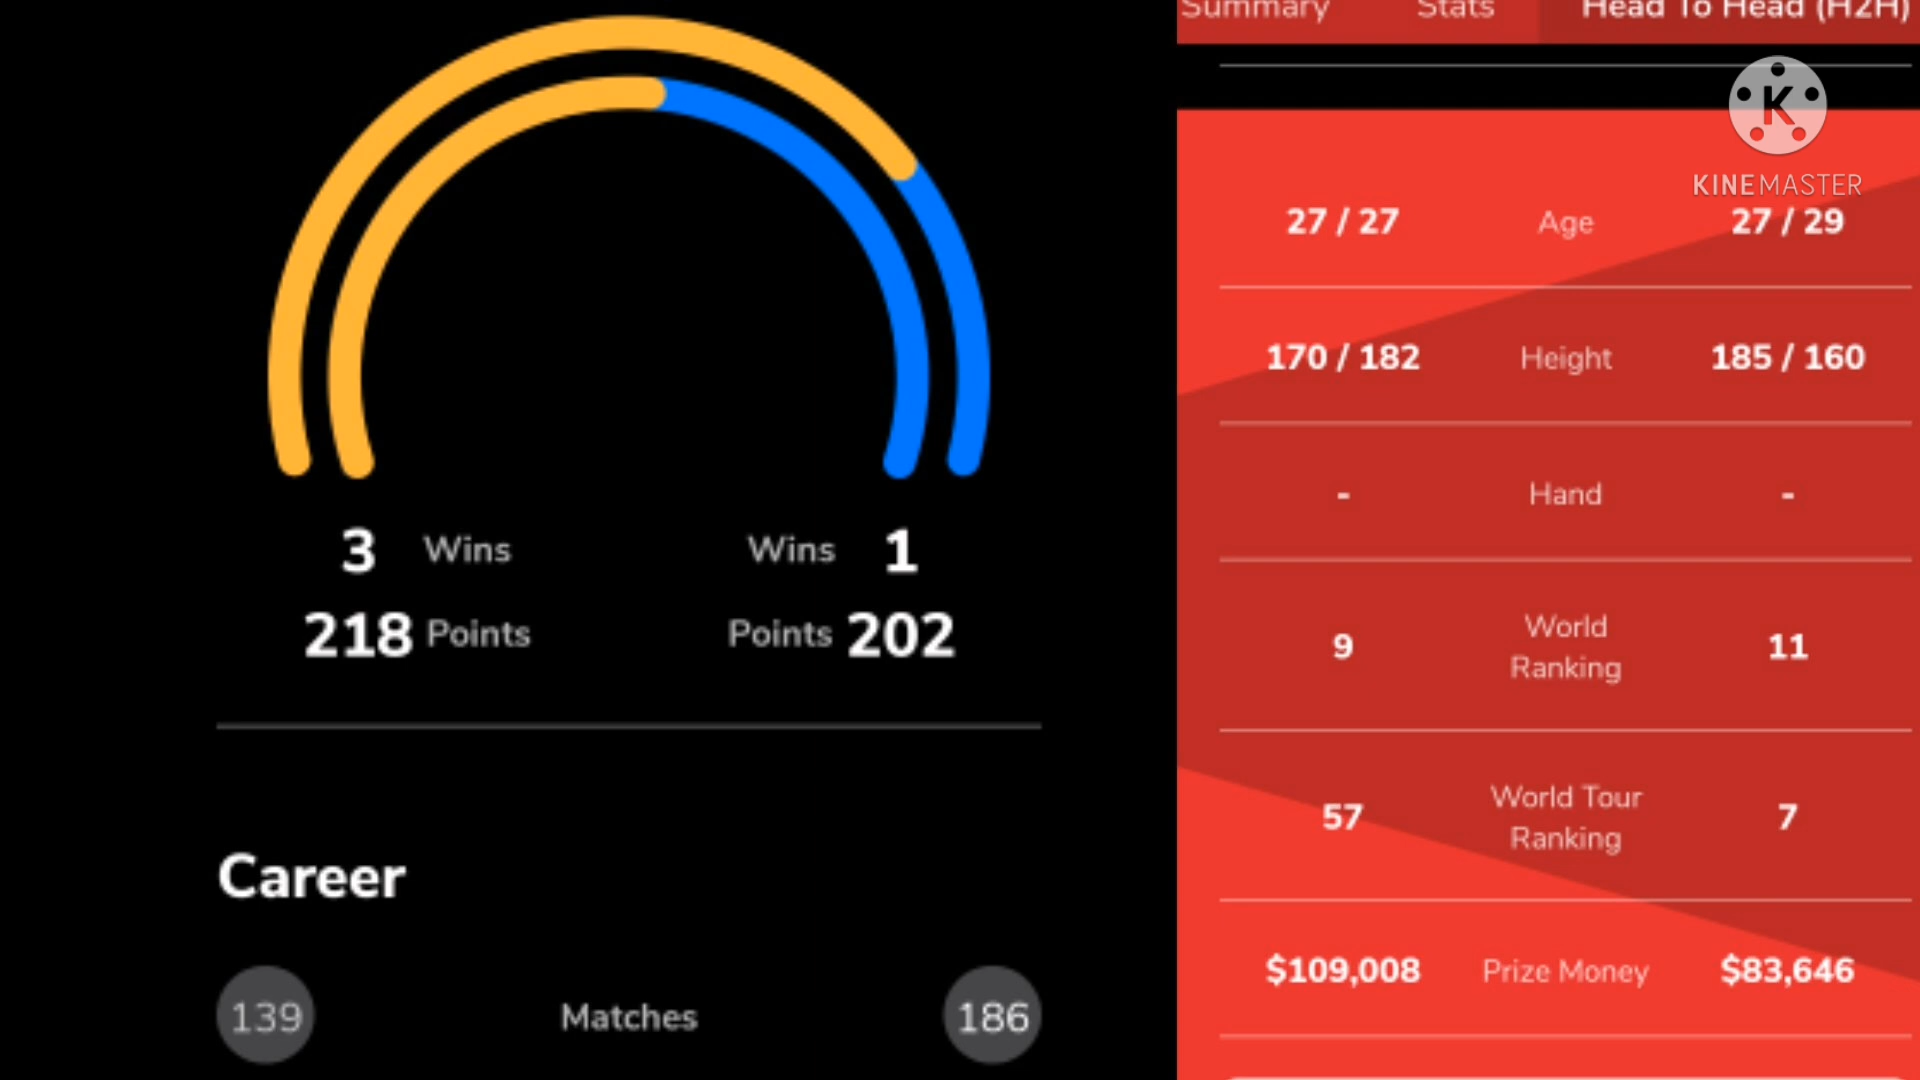 Summary Stats Head To Head (H2H)
K
KINEMASTER
3 Wins Wins 1
218 Points Points 202
Career
139 Matches 186
27 / 27 Age 27 / 29
170 / 182 Height 185 / 160
- Hand -
9 World Ranking 11
57 World Tour Ranking 7
$109,008 Prize Money $83,646